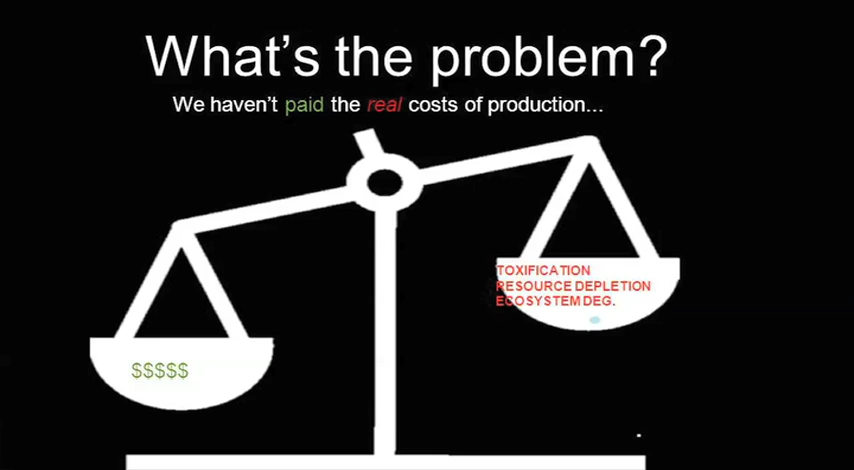 What's the problem?
We haven't paid the real costs of production...
TOXIFICATION
RESOURCE DEPLETION
ECOSYSTEM DEG.
$$$$$